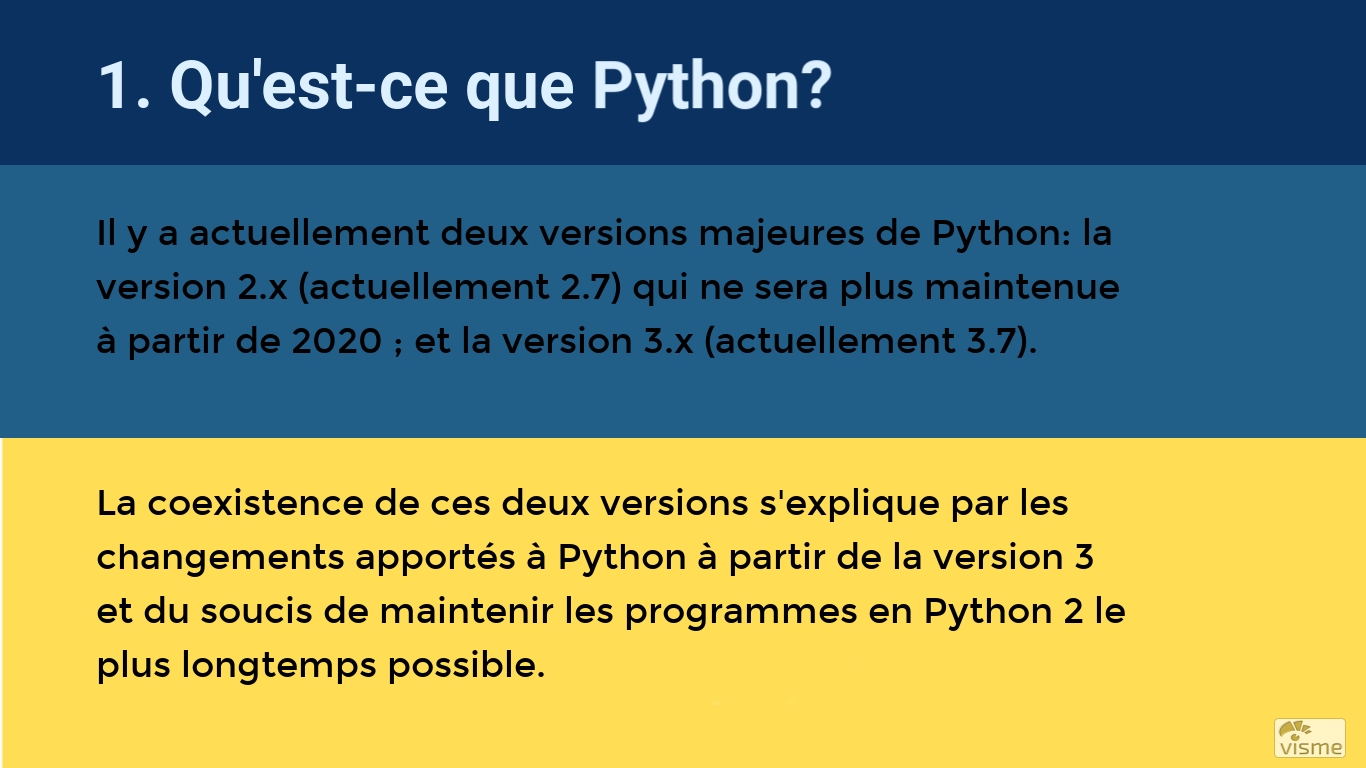 1. Qu'est-ce que Python?
Il y a actuellement deux versions majeures de Python: la
version 2.x (actuellement 2.7) qui ne sera plus maintenue
à partir de 2020 ; et la version 3.x (actuellement 3.7).
La coexistence de ces deux versions s'explique par les
changements apportés à Python à partir de la version 3
et du soucis de maintenir les programmes en Python 2 le
plus longtemps possible.
visme